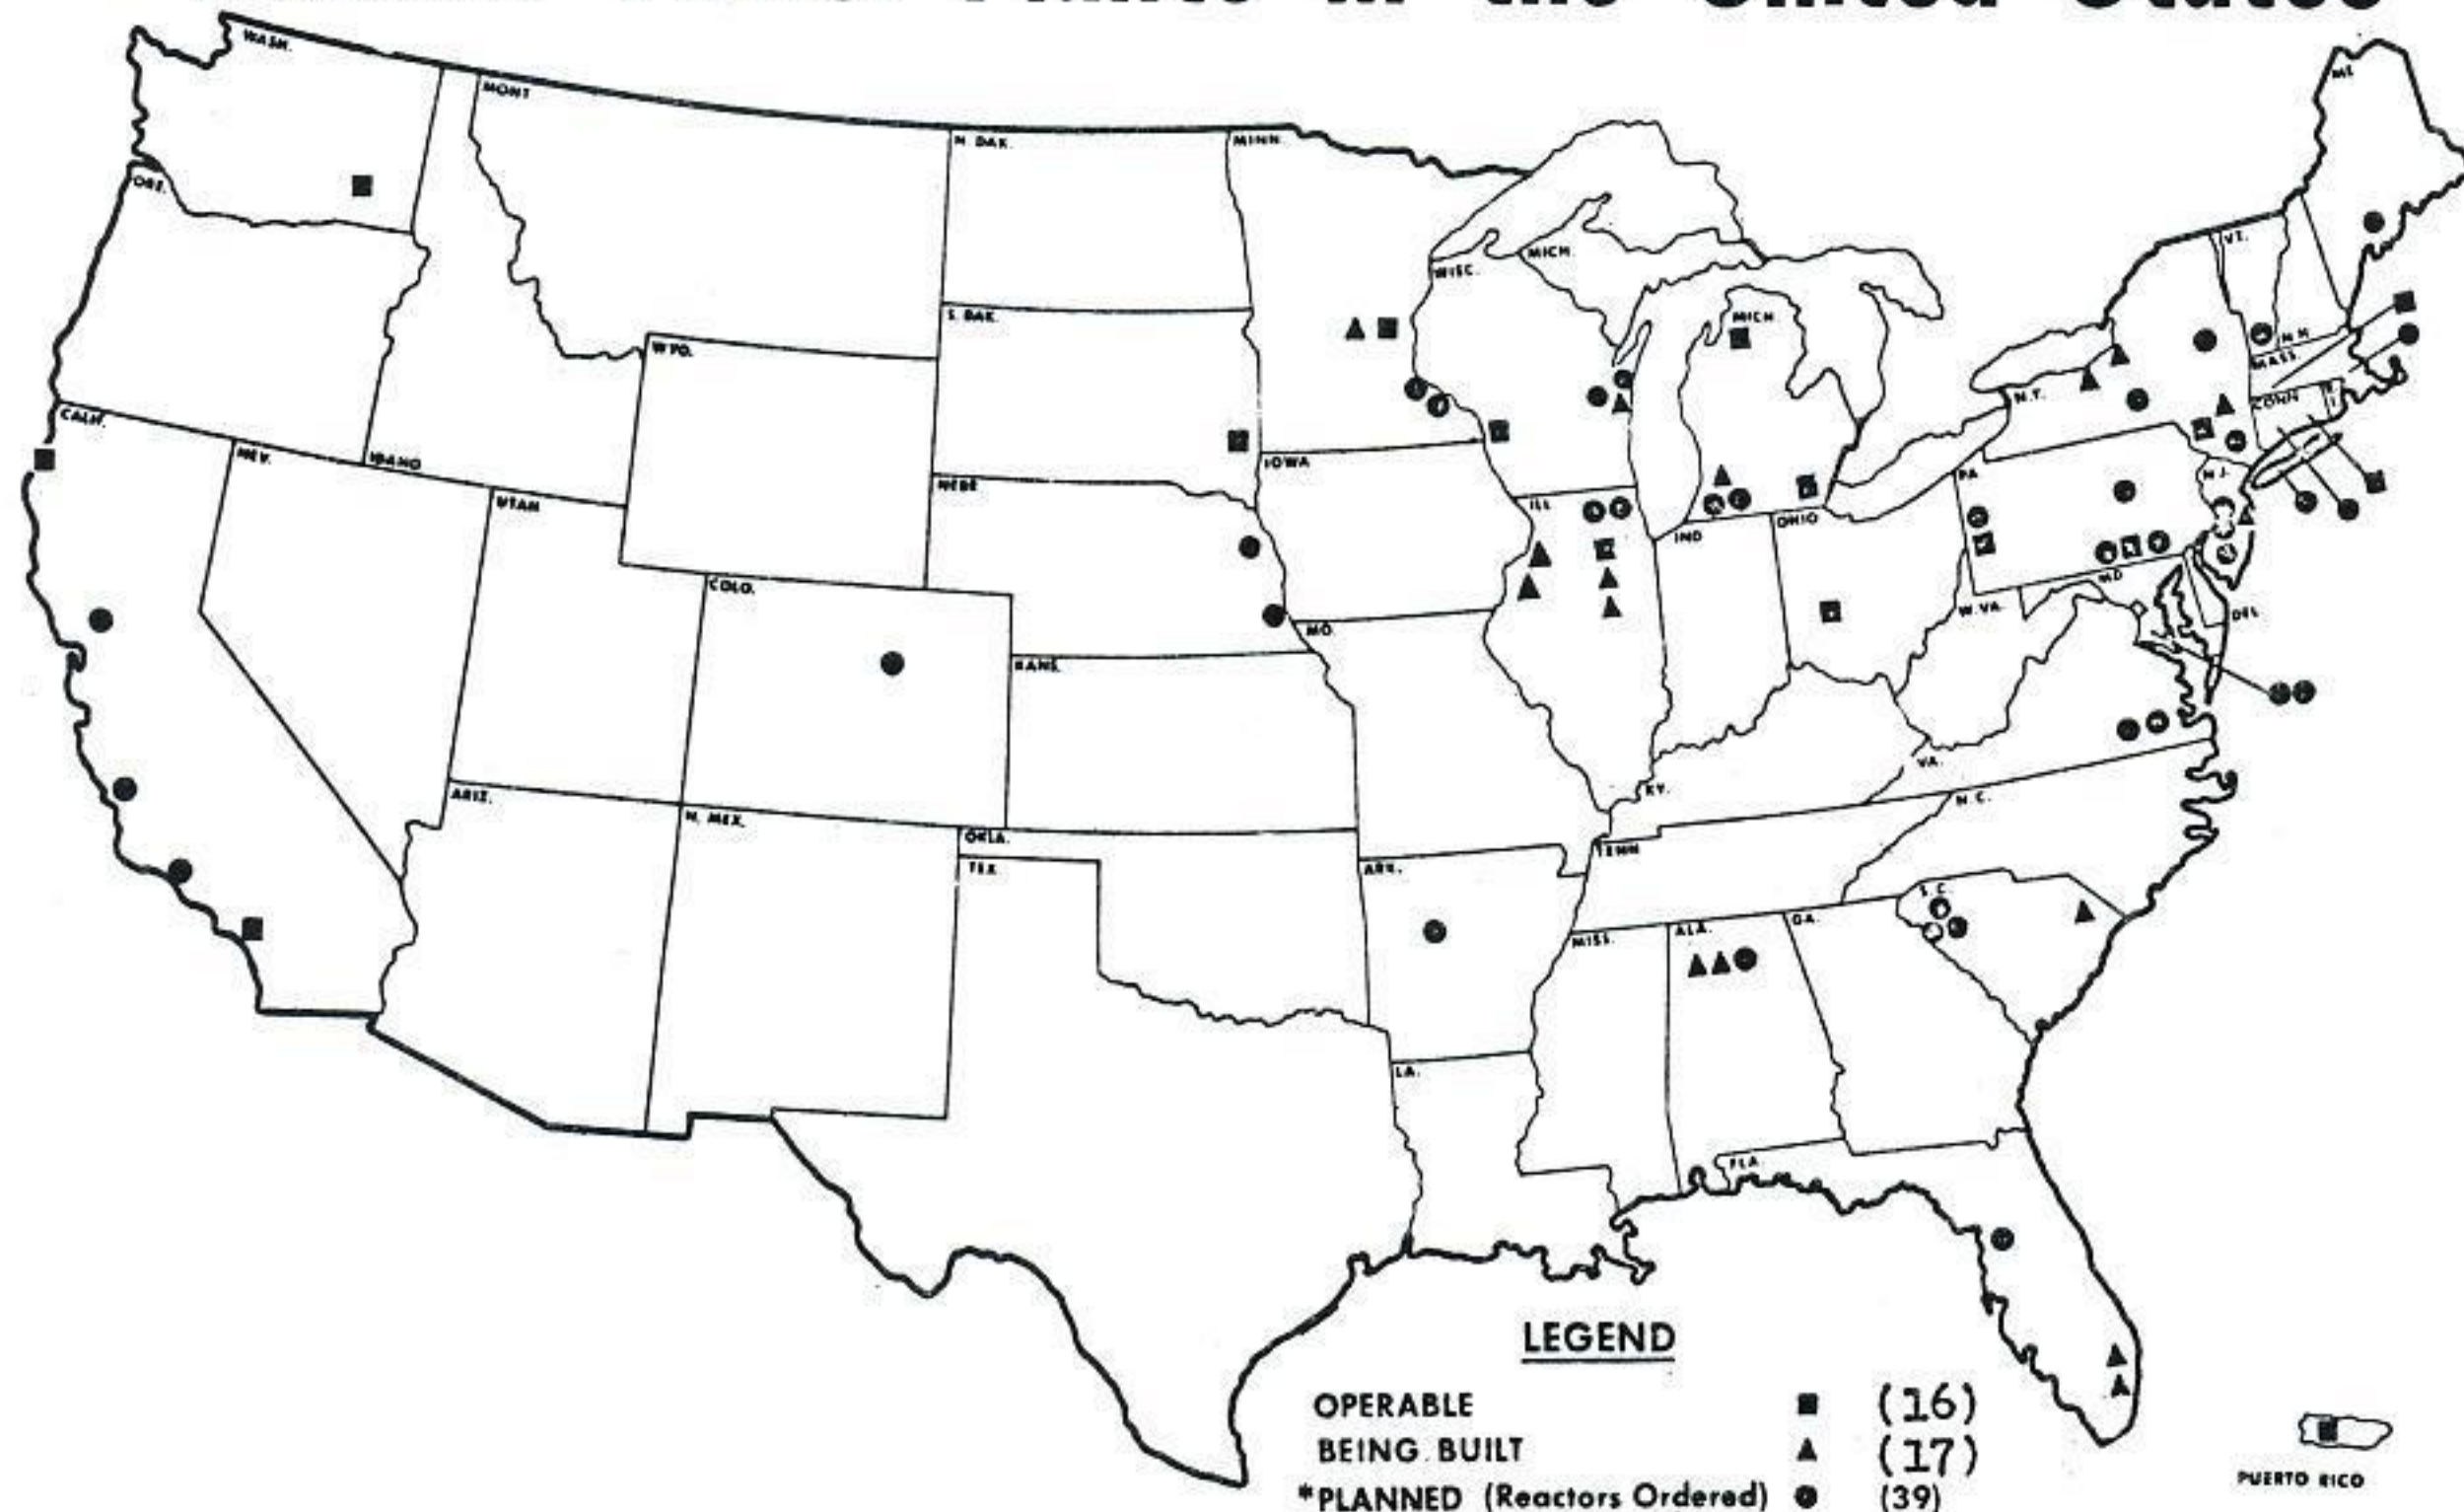 Plants in the United States
WASH.
MONT
N. DAK.
MINN.
ME
ORE.
VT.
MICH.
WISC.
S. DAK.
MICH
N.H.
WYO.
MASS.
N.Y.
R.I.
CONN
CALIF.
NEV.
IDAHO
IOWA
PA
N.J.
NEBR
UTAH
ILL
OHIO
IND
MD
COLO.
W.VA.
DEL
MO.
KANS.
VA.
KY.
ARIZ.
N.C.
N. MEX.
OKLA.
TENN
TEX
ARK.
S.C.
GA.
ALA.
MISS.
LA.
FLA.
LEGEND
OPERABLE ■ (16)
BEING BUILT ▲ (17)
*PLANNED (Reactors Ordered) ● (39)
PUERTO RICO